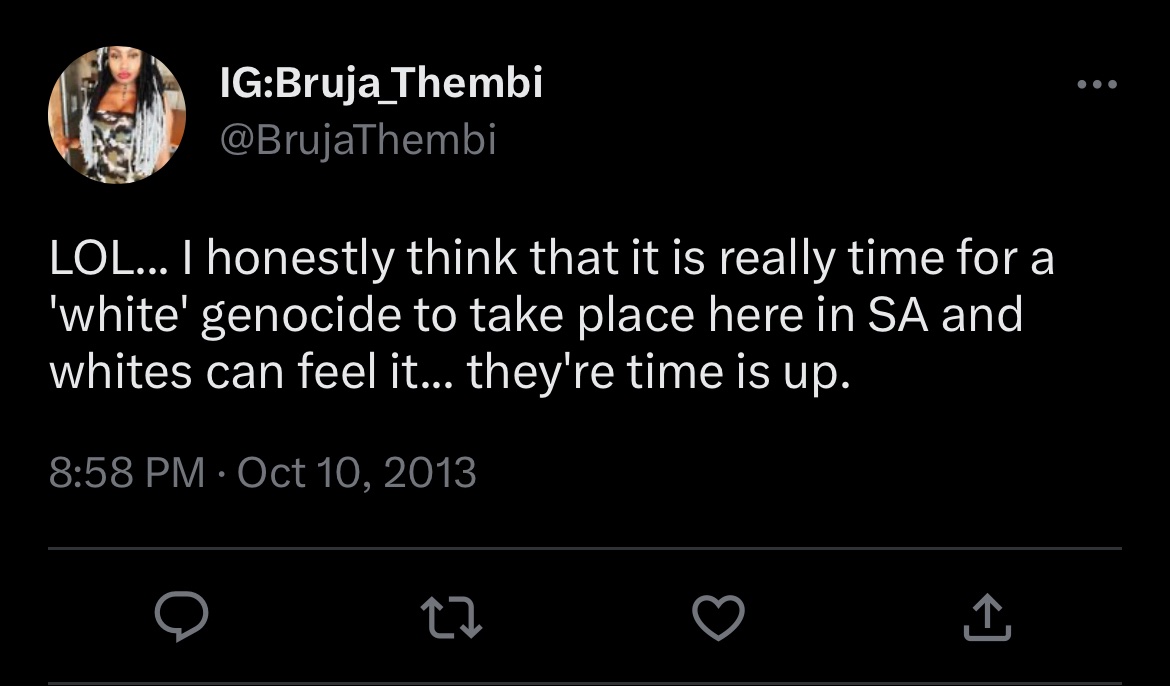 IG:Bruja_Thembi
@BrujaThembi
LOL... I honestly think that it is really time for a
'white' genocide to take place here in SA and
whites can feel it... they're time is up.
8:58 PM · Oct 10, 2013